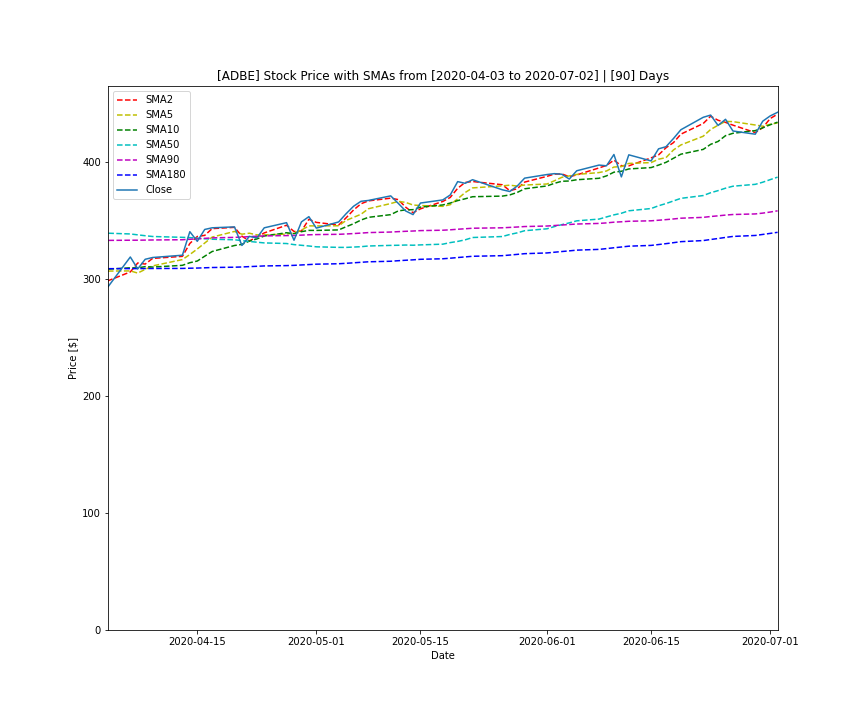 [ADBE] Stock Price with SMAs from [2020-04-03 to 2020-07-02] | [90] Days
SMA2
SMA5
SMA10
SMA50
SMA90
SMA180
Close
400
300
200
100
0
Price [$]
2020-04-15 2020-05-01 2020-05-15 2020-06-01 2020-06-15 2020-07-01
Date